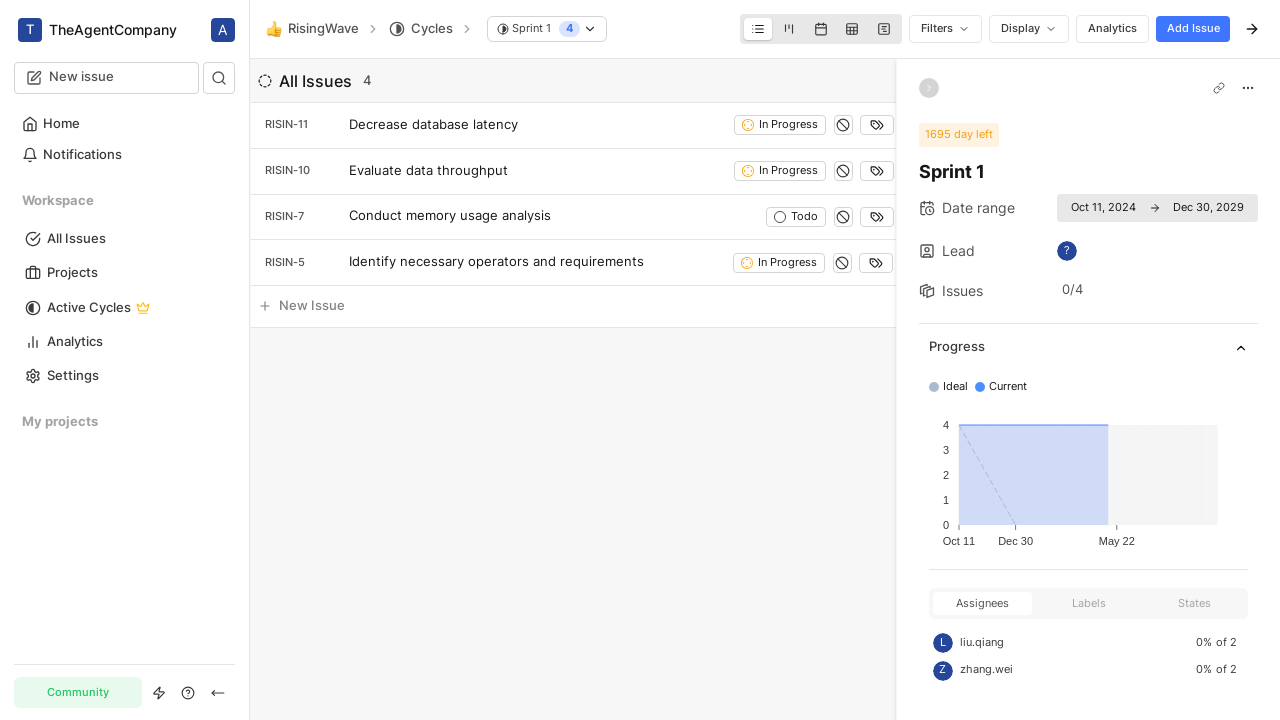 T TheAgentCompany A
New issue
Home
Notifications
Workspace
All Issues
Projects
Active Cycles
Analytics
Settings
My projects
Community
RisingWave Cycles Sprint 1 4
Filters Display Analytics Add Issue
All Issues 4
RISIN-11 Decrease database latency In Progress
RISIN-10 Evaluate data throughput In Progress
RISIN-7 Conduct memory usage analysis Todo
RISIN-5 Identify necessary operators and requirements In Progress
New Issue
1695 day left
Sprint 1
Date range Oct 11, 2024 Dec 30, 2029
Lead ?
Issues 0/4
Progress
Ideal Current
4
3
2
1
0
Oct 11 Dec 30 May 22
Assignees Labels States
L liu.qiang 0% of 2
Z zhang.wei 0% of 2